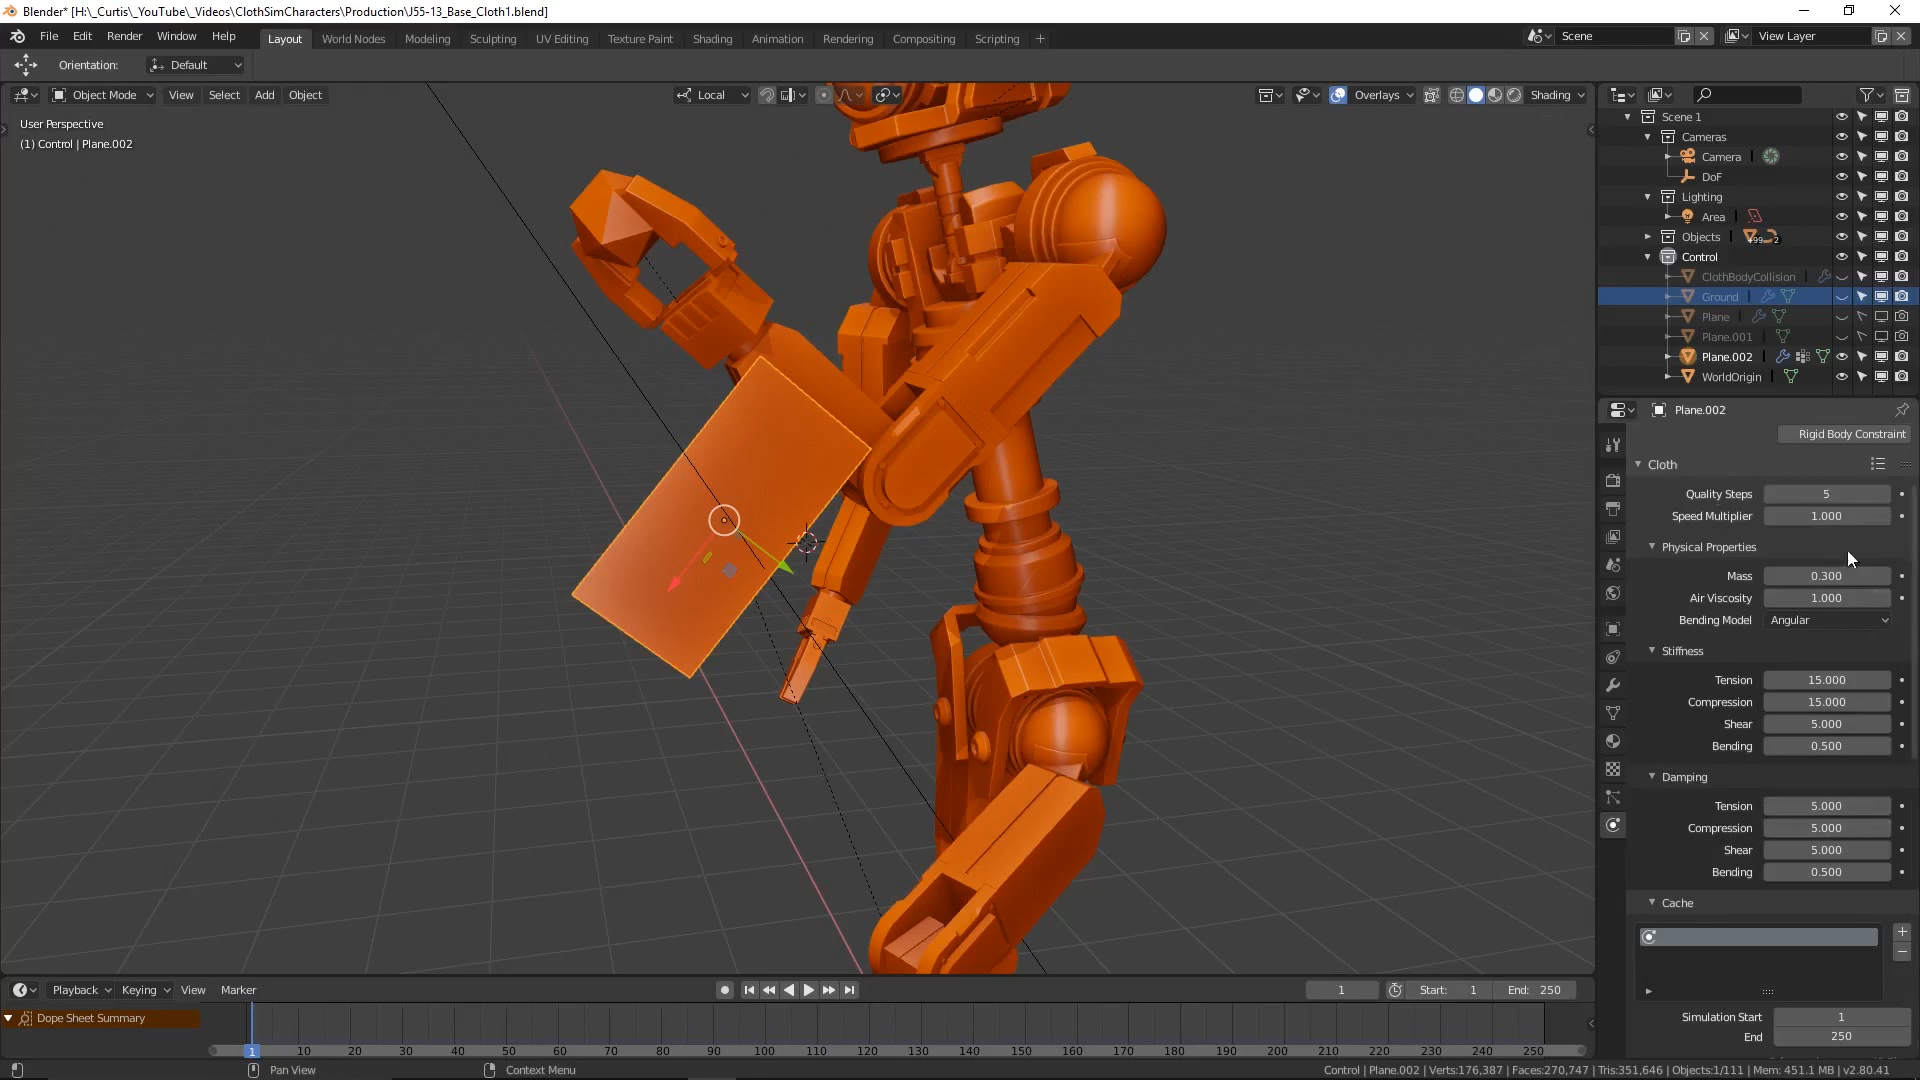 Blender* [H:\_Curtis\_YouTube\_Videos\ClothSimCharacters\Production\J55-13_Base_Cloth1.blend]
File Edit Render Window Help Layout World Nodes Modeling Sculpting UV Editing Texture Paint Shading Animation Rendering Compositing Scripting + Scene View Layer
Orientation: Default
Object Mode View Select Add Object Local Overlays Shading
User Perspective
(1) Control | Plane.002
Scene 1
Cameras
Camera
DoF
Lighting
Area
Objects +99 2
Control
ClothBodyCollision
Ground
Plane
Plane.001
Plane.002
WorldOrigin
Plane.002
Rigid Body Constraint
Cloth
Quality Steps 5
Speed Multiplier 1.000
Physical Properties
Mass 0.300
Air Viscosity 1.000
Bending Model Angular
Stiffness
Tension 15.000
Compression 15.000
Shear 5.000
Bending 0.500
Damping
Tension 5.000
Compression 5.000
Shear 5.000
Bending 0.500
Cache
Simulation Start 1
End 250
Playback Keying View Marker 1 Start: 1 End: 250
Dope Sheet Summary
1 10 20 30 40 50 60 70 80 90 100 110 120 130 140 150 160 170 180 190 200 210 220 230 240 250
Pan View Context Menu Control | Plane.002 | Verts:176,387 | Faces:270,747 | Tris:351,646 | Objects:1/111 | Mem: 451.1 MB | v2.80.41